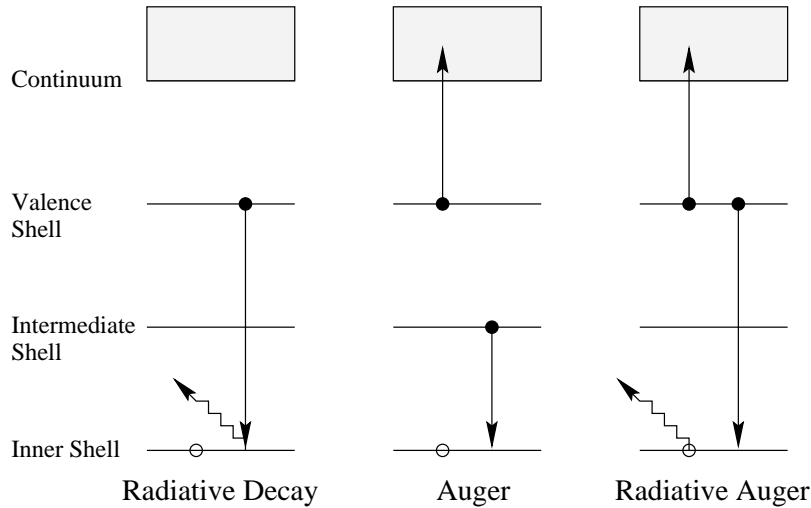 Continuum
Valence
Shell
Intermediate
Shell
Inner Shell
Radiative Decay
Auger
Radiative Auger